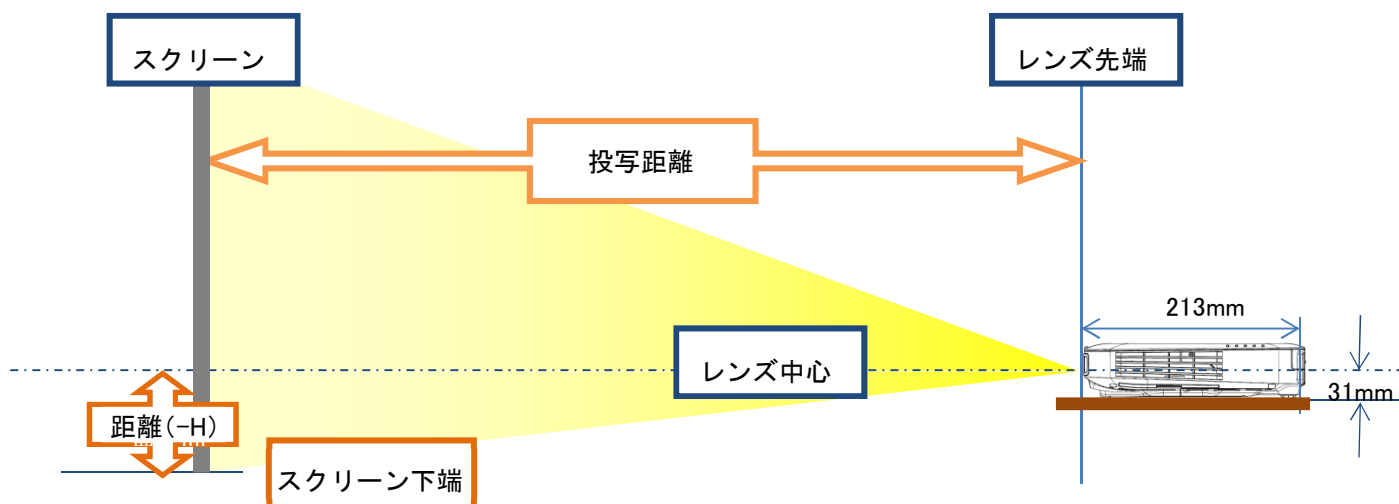 スクリーン
レンズ先端
投写距離
213mm
レンズ中心
31mm
距離(-H)
スクリーン下端